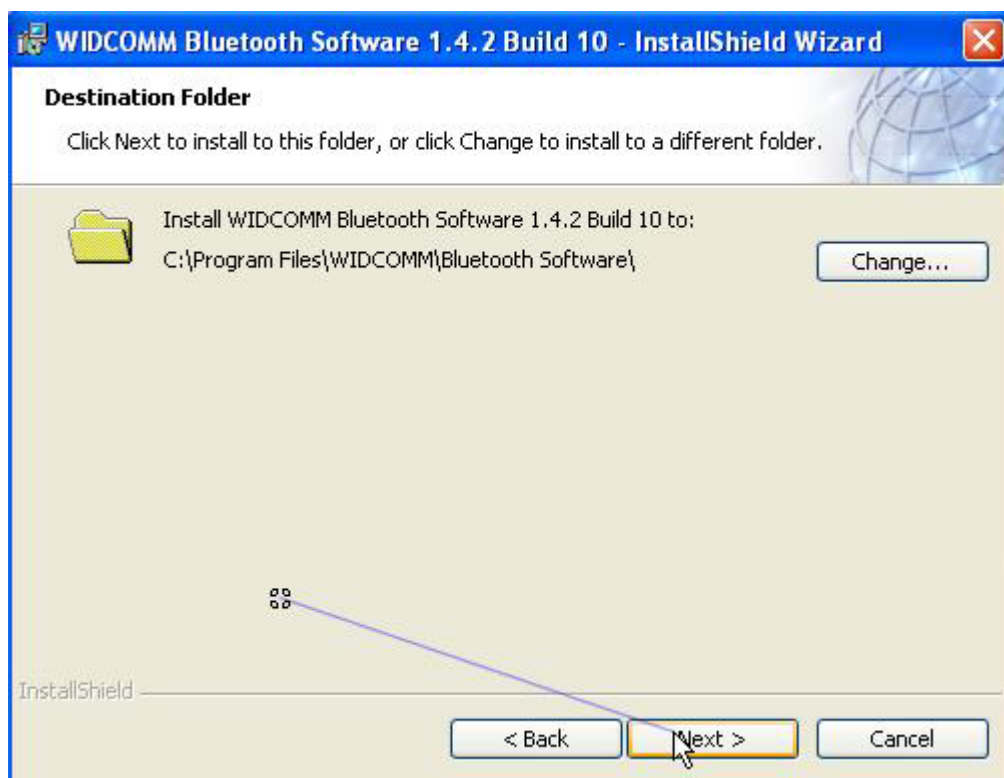 WIDCOMM Bluetooth Software 1.4.2 Build 10 - InstallShield Wizard
Destination Folder
Click Next to install to this folder, or click Change to install to a different folder.
Install WIDCOMM Bluetooth Software 1.4.2 Build 10 to:
C:\Program Files\WIDCOMM\Bluetooth Software\
Change...
InstallShield
< Back Next > Cancel